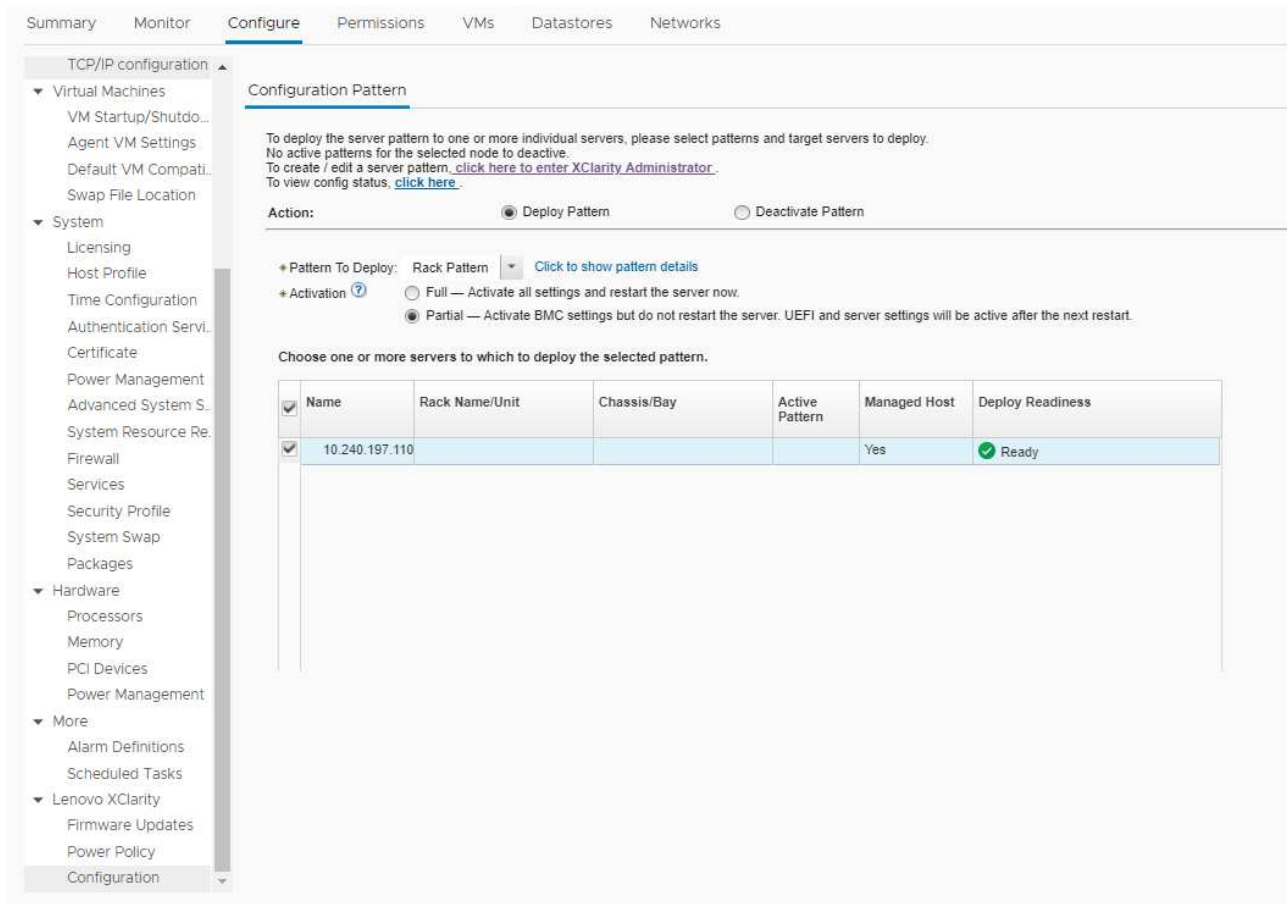 Summary Monitor Configure Permissions VMs Datastores Networks
TCP/IP configuration
Virtual Machines
VM Startup/Shutdo...
Agent VM Settings
Default VM Compati..
Swap File Location
System
Licensing
Host Profile
Time Configuration
Authentication Servi..
Certificate
Power Management
Advanced System S..
System Resource Re.
Firewall
Services
Security Profile
System Swap
Packages
Hardware
Processors
Memory
PCI Devices
Power Management
More
Alarm Definitions
Scheduled Tasks
Lenovo XClarity
Firmware Updates
Power Policy
Configuration
Configuration Pattern
To deploy the server pattern to one or more individual servers, please select patterns and target servers to deploy.
No active patterns for the selected node to deactive.
To create / edit a server pattern, click here to enter XClarity Administrator .
To view config status, click here .
Action: Deploy Pattern Deactivate Pattern
*Pattern To Deploy: Rack Pattern Click to show pattern details
*Activation ? Full — Activate all settings and restart the server now.
Partial — Activate BMC settings but do not restart the server. UEFI and server settings will be active after the next restart.
Choose one or more servers to which to deploy the selected pattern.
Name Rack Name/Unit Chassis/Bay Active Pattern Managed Host Deploy Readiness
10.240.197.110 Yes Ready